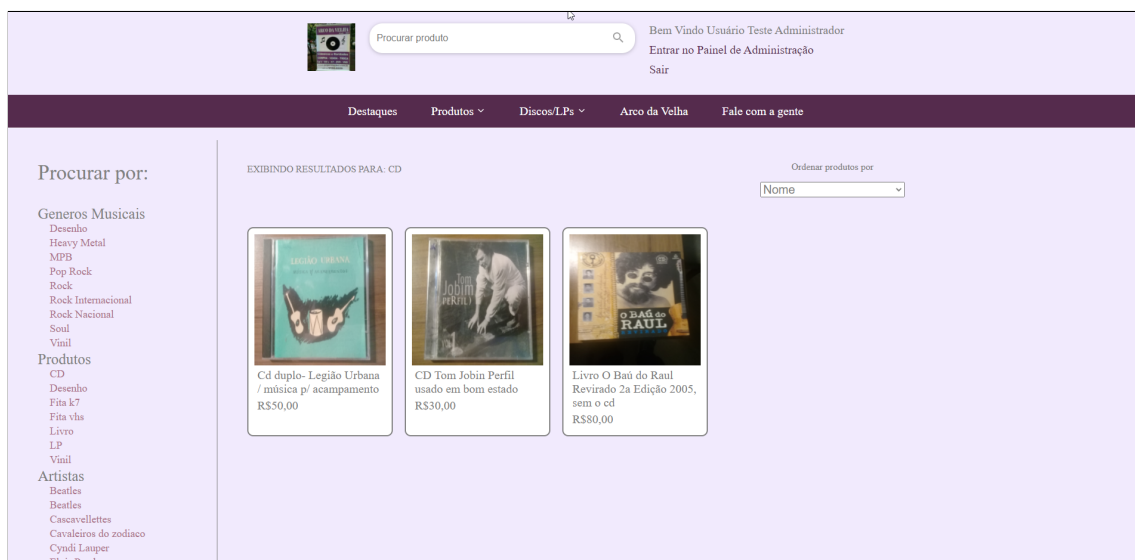 ARCO DA VELHA
Procurar produto
Bem Vindo Usuário Teste Administrador
Entrar no Painel de Administração
Sair
Destaques
Produtos
Discos/LPs
Arco da Velha
Fale com a gente
Procurar por:
Generos Musicais
Desenho
Heavy Metal
MPB
Pop Rock
Rock
Rock Internacional
Rock Nacional
Soul
Vinil
Produtos
CD
Desenho
Fita k7
Fita vhs
Livro
LP
Vinil
Artistas
Beatles
Beatles
Cascavellettes
Cavaleiros do zodiaco
Cyndi Lauper
EXIBINDO RESULTADOS PARA: CD
Ordenar produtos por
Nome
LEGIÃO URBANA
Cd duplo- Legião Urbana
/ música p/ acampamento
R$50,00
Tom
Jobim
PERFIL
CD Tom Jobin Perfil
usado em bom estado
R$30,00
O BAÚ do
RAUL
Livro O Baú do Raul
Revirado 2a Edição 2005,
sem o cd
R$80,00